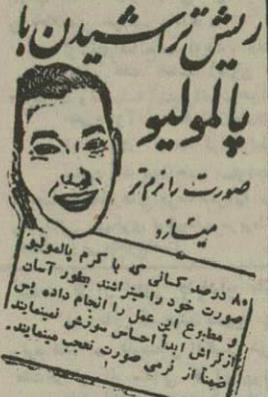 ریش تراشیدن با
پالمولیو
صورت را نرم تر
میسازد
۸۰ درصد کسانی که با کرم پالمولیو
صورت خود را میتراشند بطور آسان
و مطبوع این عمل را انجام داده پس
ازتراش ابداً احساس سوزش نمینمایند
ضمناً از نرمی صورت تعجب مینمایند.